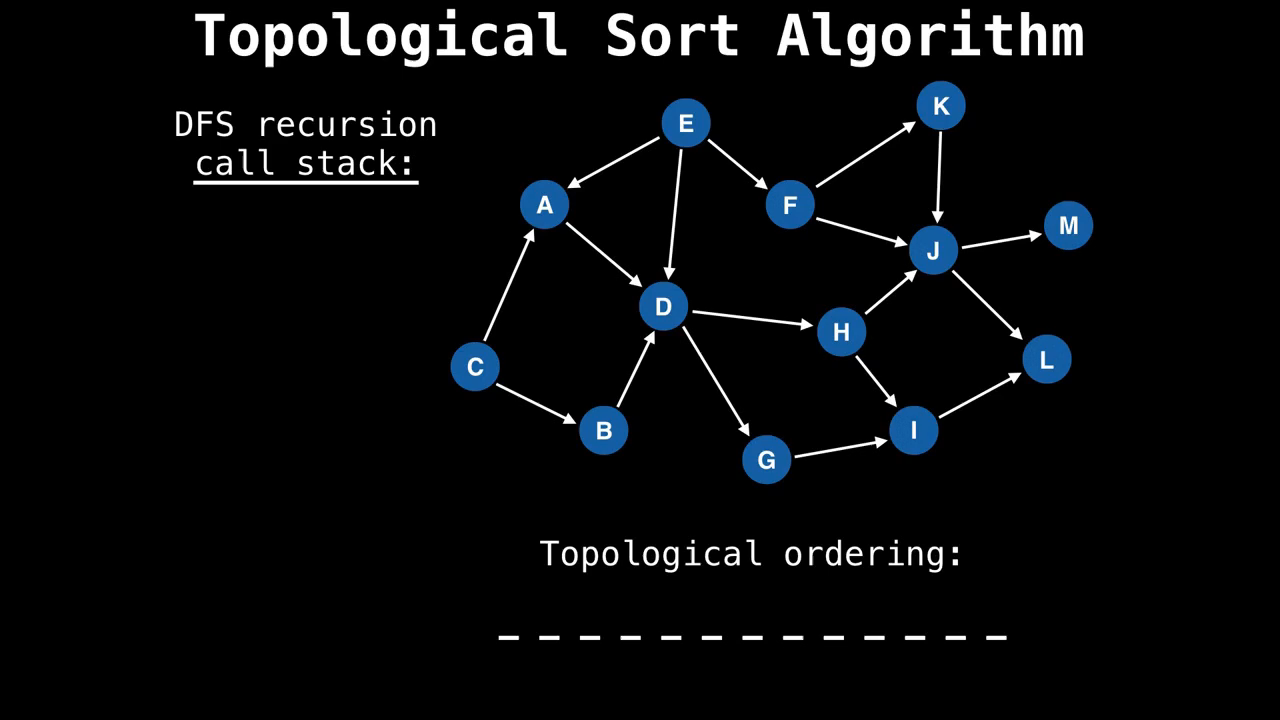 Topological Sort Algorithm
DFS recursion
call stack:
E
K
A
F
M
J
D
H
C
L
B
I
G
Topological ordering:
_ _ _ _ _ _ _ _ _ _ _ _ _